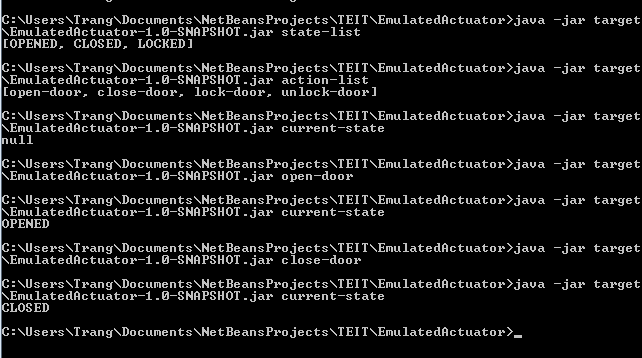 C:\Users\Trang\Documents\NetBeansProjects\TEIT\EmulatedActuator>java -jar target
\EmulatedActuator-1.0-SNAPSHOT.jar state-list
[OPENED, CLOSED, LOCKED]
C:\Users\Trang\Documents\NetBeansProjects\TEIT\EmulatedActuator>java -jar target
\EmulatedActuator-1.0-SNAPSHOT.jar action-list
[open-door, close-door, lock-door, unlock-door]
C:\Users\Trang\Documents\NetBeansProjects\TEIT\EmulatedActuator>java -jar target
\EmulatedActuator-1.0-SNAPSHOT.jar current-state
null
C:\Users\Trang\Documents\NetBeansProjects\TEIT\EmulatedActuator>java -jar target
\EmulatedActuator-1.0-SNAPSHOT.jar open-door
C:\Users\Trang\Documents\NetBeansProjects\TEIT\EmulatedActuator>java -jar target
\EmulatedActuator-1.0-SNAPSHOT.jar current-state
OPENED
C:\Users\Trang\Documents\NetBeansProjects\TEIT\EmulatedActuator>java -jar target
\EmulatedActuator-1.0-SNAPSHOT.jar close-door
C:\Users\Trang\Documents\NetBeansProjects\TEIT\EmulatedActuator>java -jar target
\EmulatedActuator-1.0-SNAPSHOT.jar current-state
CLOSED
C:\Users\Trang\Documents\NetBeansProjects\TEIT\EmulatedActuator>_